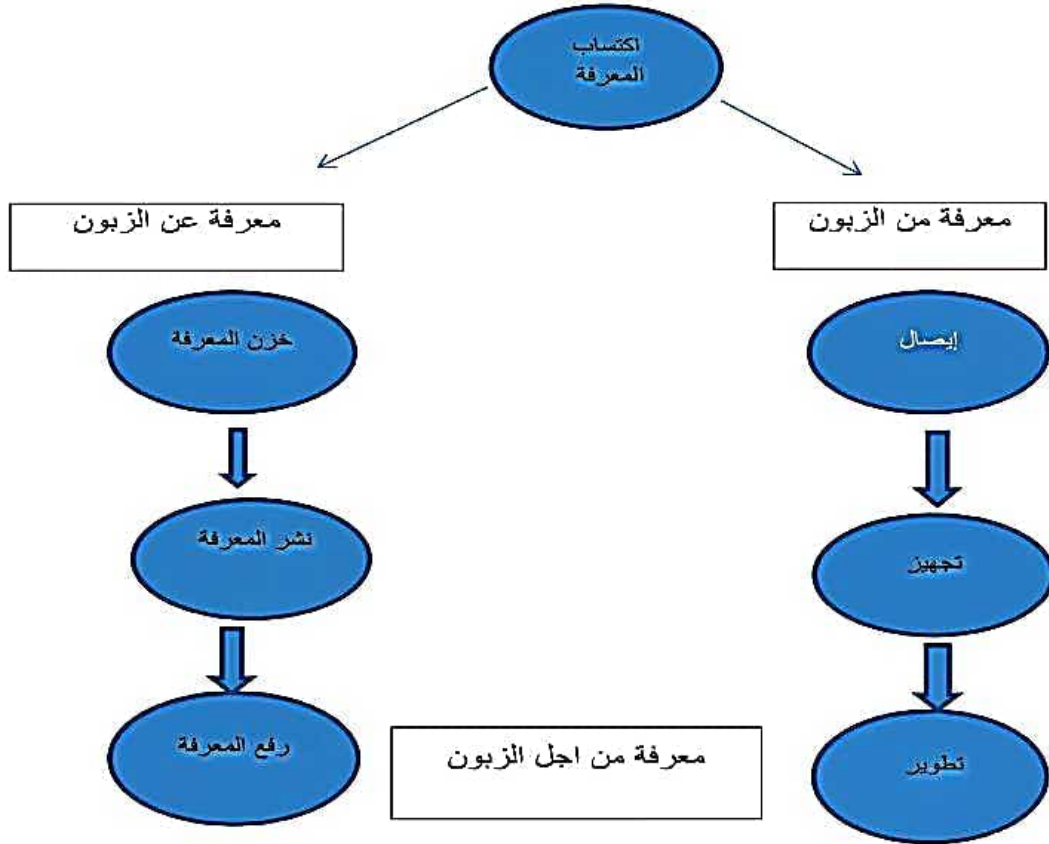 اكتساب
المعرفة
معرفة من الزبون
معرفة عن الزبون
إيصال
خزن المعرفة
تجهيز
نشر المعرفة
تطوير
رفع المعرفة
معرفة من اجل الزبون